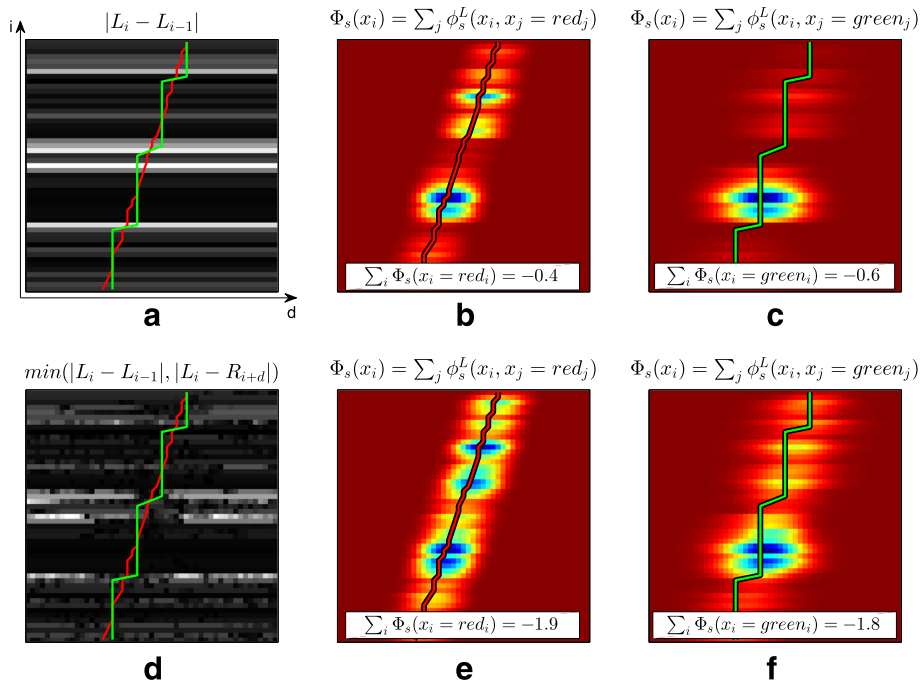 i
|L_i − L_{i−1}|
Φ_s(x_i) = ∑_j ϕ_s^L(x_i, x_j = red_j)
Φ_s(x_i) = ∑_j ϕ_s^L(x_i, x_j = green_j)
∑_i Φ_s(x_i = red_i) = −0.4
∑_i Φ_s(x_i = green_i) = −0.6
d
a
b
c
min(|L_i − L_{i−1}|, |L_i − R_{i+d}|)
Φ_s(x_i) = ∑_j ϕ_s^L(x_i, x_j = red_j)
Φ_s(x_i) = ∑_j ϕ_s^L(x_i, x_j = green_j)
∑_i Φ_s(x_i = red_i) = −1.9
∑_i Φ_s(x_i = green_i) = −1.8
d
e
f